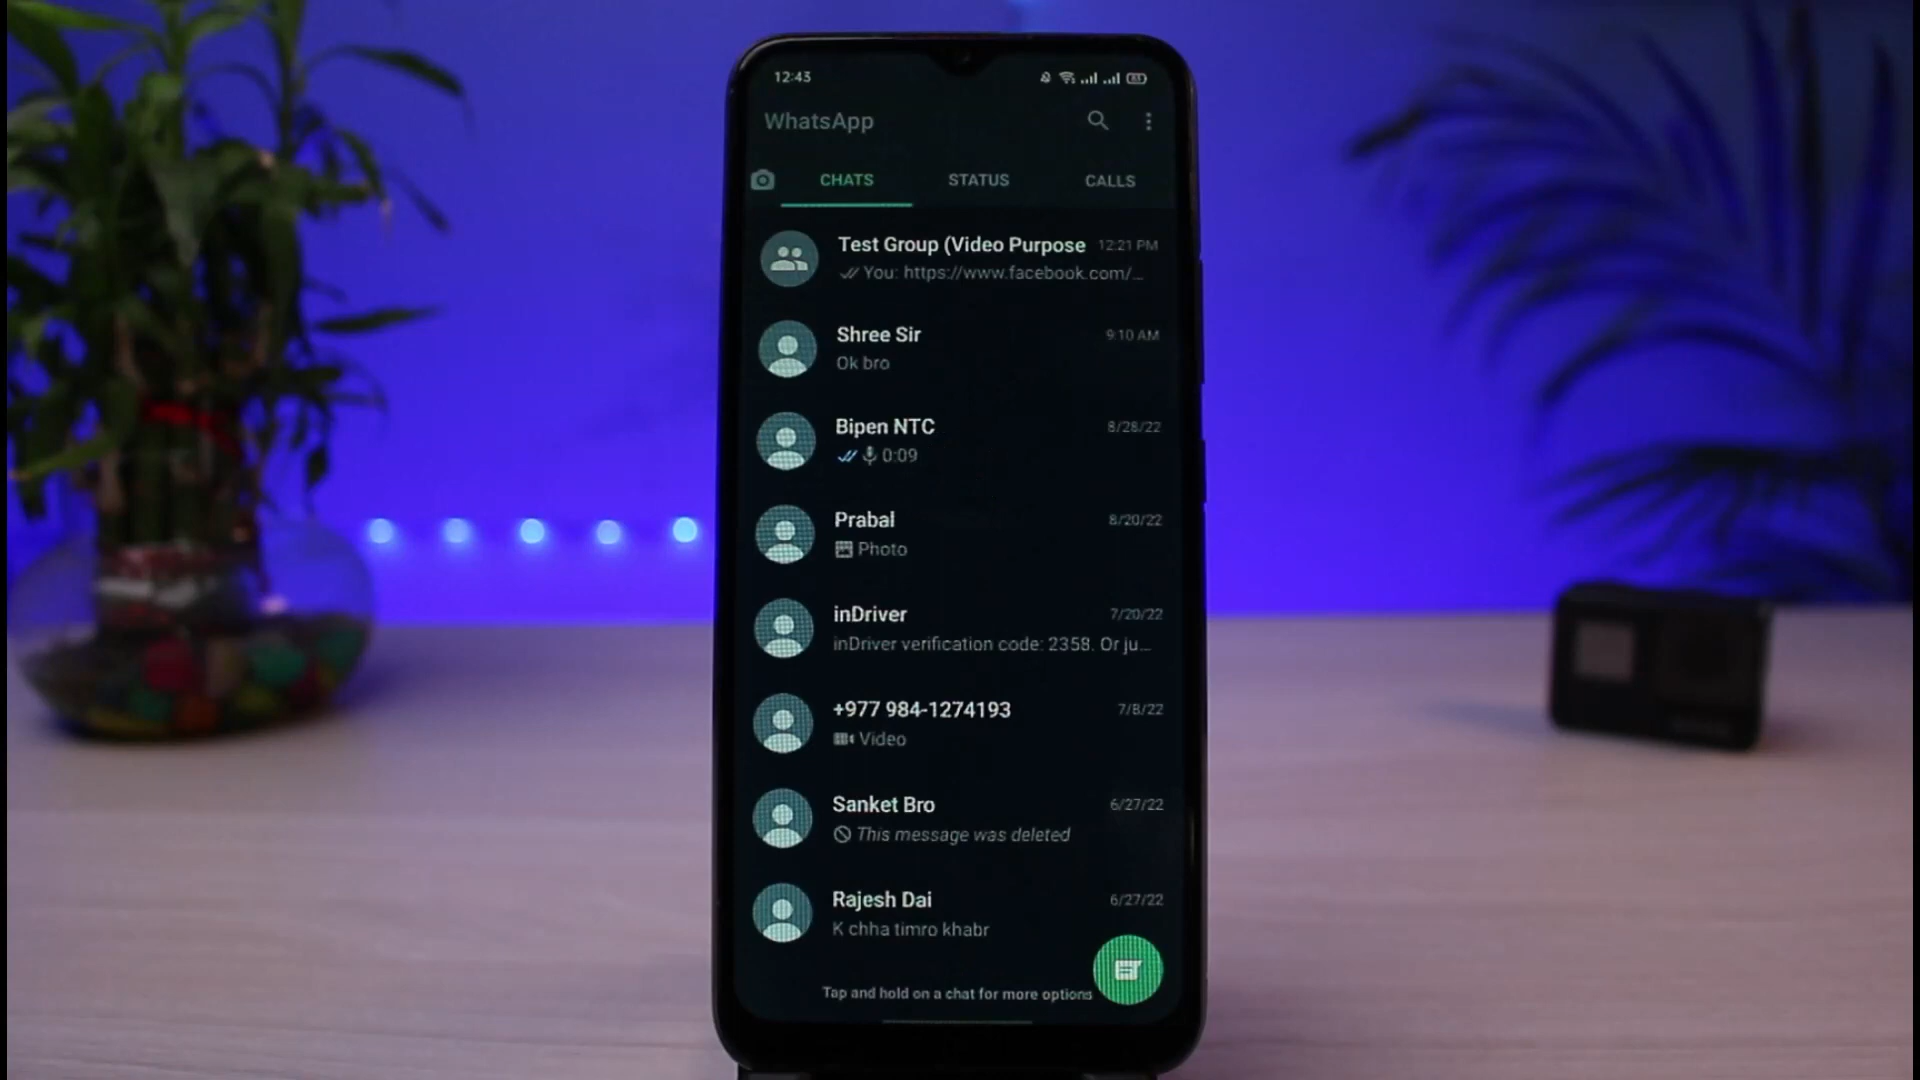 12:43
WhatsApp
CHATS STATUS CALLS
Test Group (Video Purpose 12:21 PM
You: https://www.facebook.com/...
Shree Sir 9:10 AM
Ok bro
Bipen NTC 8/28/22
0:09
Prabal 8/20/22
Photo
inDriver 7/20/22
inDriver verification code: 2358. Or ju...
+977 984-1274193 7/8/22
Video
Sanket Bro 6/27/22
This message was deleted
Rajesh Dai 6/27/22
K chha timro khabr
Tap and hold on a chat for more options